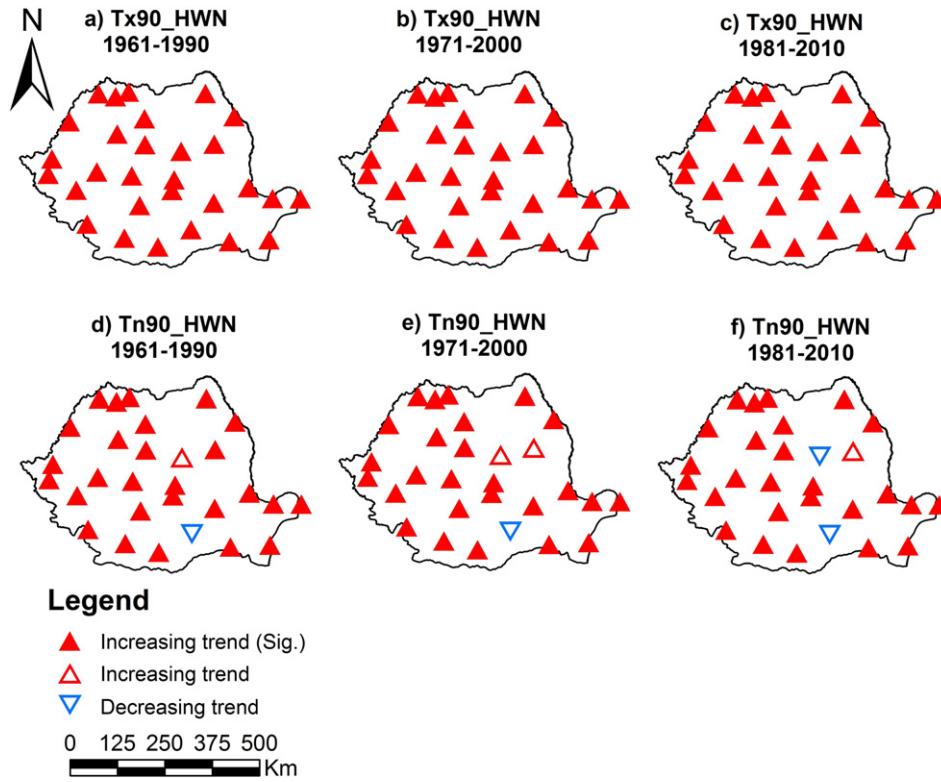 N
a) Tx90_HWN
1961-1990
b) Tx90_HWN
1971-2000
c) Tx90_HWN
1981-2010
d) Tn90_HWN
1961-1990
e) Tn90_HWN
1971-2000
f) Tn90_HWN
1981-2010
Legend
Increasing trend (Sig.)
Increasing trend
Decreasing trend
0 125 250 375 500
Km